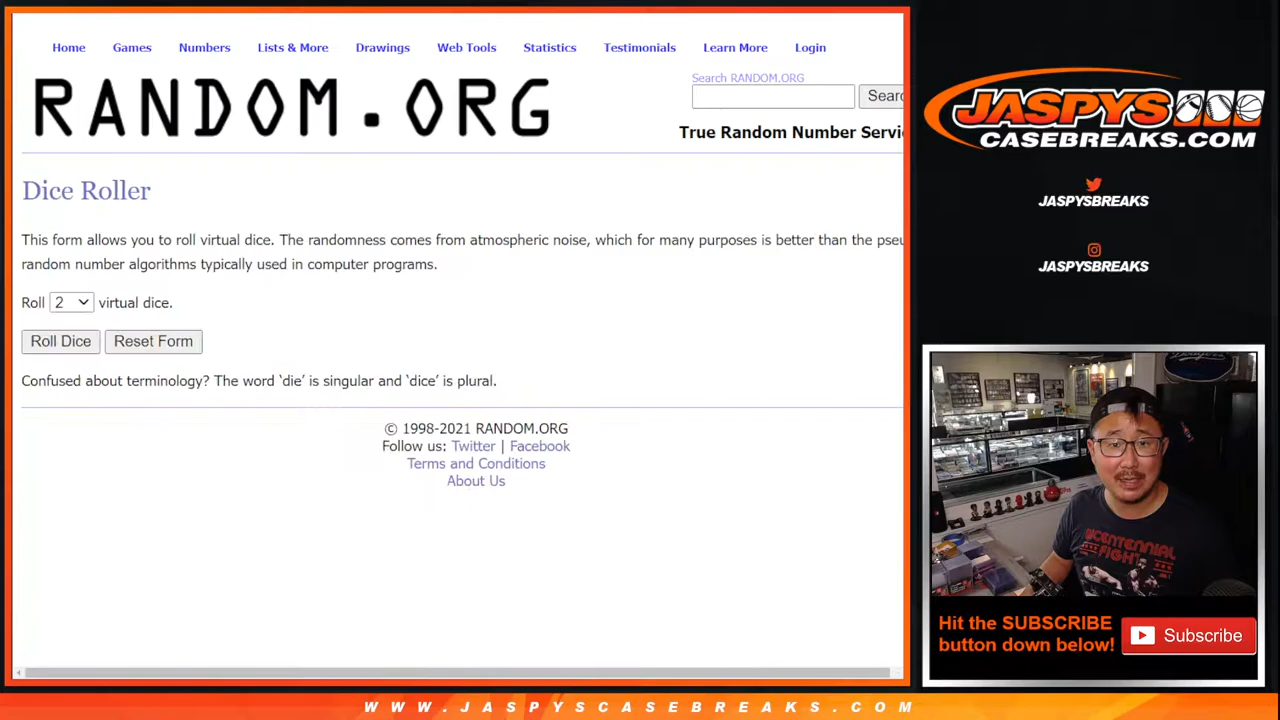 Home Games Numbers Lists & More Drawings Web Tools Statistics Testimonials Learn More Login
RANDOM.ORG
Search RANDOM.ORG
Searc
True Random Number Servi
Dice Roller
This form allows you to roll virtual dice. The randomness comes from atmospheric noise, which for many purposes is better than the pseu
random number algorithms typically used in computer programs.
Roll 2 virtual dice.
Roll Dice Reset Form
Confused about terminology? The word ‘die’ is singular and ‘dice’ is plural.
© 1998-2021 RANDOM.ORG
Follow us: Twitter | Facebook
Terms and Conditions
About Us
JASPYS
CASEBREAKS.COM
JASPYSBREAKS
JASPYSBREAKS
Dodgers
BICENTENNIAL
FIGHT
Hit the SUBSCRIBE
button down below!
Subscribe
WWW.JASPYSCASEBREAKS.COM